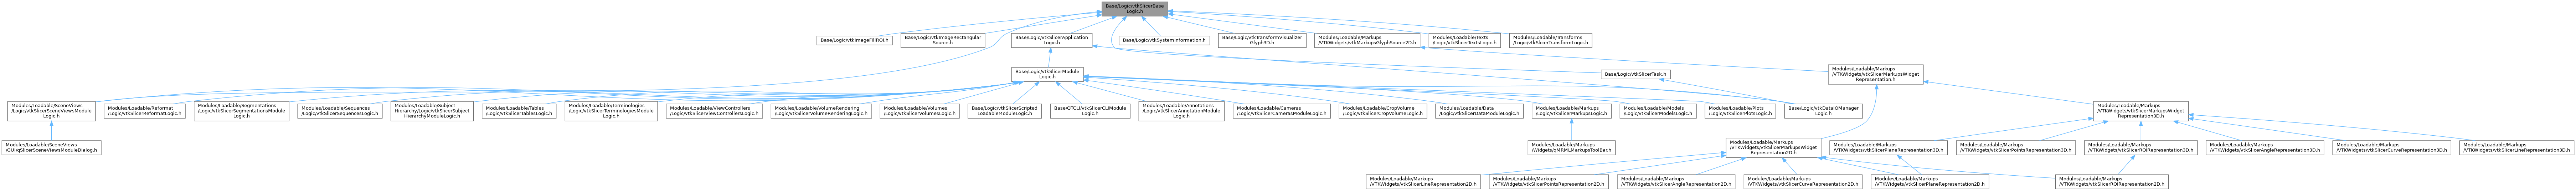 Base/Logic/vtkSlicerBase
Logic.h
Base/Logic/vtkImageFillROI.h
Base/Logic/vtkImageRectangular
Source.h
Base/Logic/vtkSlicerApplication
Logic.h
Base/Logic/vtkSystemInformation.h
Base/Logic/vtkTransformVisualizer
Glyph3D.h
Modules/Loadable/Markups
/VTKWidgets/vtkMarkupsGlyphSource2D.h
Modules/Loadable/Texts
/Logic/vtkSlicerTextsLogic.h
Modules/Loadable/Transforms
/Logic/vtkSlicerTransformLogic.h
Base/Logic/vtkSlicerModule
Logic.h
Base/Logic/vtkSlicerTask.h
Modules/Loadable/Markups
/VTKWidgets/vtkSlicerMarkupsWidget
Representation.h
Modules/Loadable/SceneViews
/Logic/vtkSlicerSceneViewsModule
Logic.h
Modules/Loadable/Reformat
/Logic/vtkSlicerReformatLogic.h
Modules/Loadable/Segmentations
/Logic/vtkSlicerSegmentationsModule
Logic.h
Modules/Loadable/Sequences
/Logic/vtkSlicerSequencesLogic.h
Modules/Loadable/Subject
Hierarchy/Logic/vtkSlicerSubject
HierarchyModuleLogic.h
Modules/Loadable/Tables
/Logic/vtkSlicerTablesLogic.h
Modules/Loadable/Terminologies
/Logic/vtkSlicerTerminologiesModule
Logic.h
Modules/Loadable/ViewControllers
/Logic/vtkSlicerViewControllersLogic.h
Modules/Loadable/VolumeRendering
/Logic/vtkSlicerVolumeRenderingLogic.h
Modules/Loadable/Volumes
/Logic/vtkSlicerVolumesLogic.h
Base/Logic/vtkSlicerScripted
LoadableModuleLogic.h
Base/QTCLI/vtkSlicerCLIModule
Logic.h
Modules/Loadable/Annotations
/Logic/vtkSlicerAnnotationModule
Logic.h
Modules/Loadable/Cameras
/Logic/vtkSlicerCamerasModuleLogic.h
Modules/Loadable/CropVolume
/Logic/vtkSlicerCropVolumeLogic.h
Modules/Loadable/Data
/Logic/vtkSlicerDataModuleLogic.h
Modules/Loadable/Markups
/Logic/vtkSlicerMarkupsLogic.h
Modules/Loadable/Models
/Logic/vtkSlicerModelsLogic.h
Modules/Loadable/Plots
/Logic/vtkSlicerPlotsLogic.h
Base/Logic/vtkDataIOManager
Logic.h
Modules/Loadable/Markups
/VTKWidgets/vtkSlicerMarkupsWidget
Representation3D.h
Modules/Loadable/SceneViews
/GUI/qSlicerSceneViewsModuleDialog.h
Modules/Loadable/Markups
/Widgets/qMRMLMarkupsToolBar.h
Modules/Loadable/Markups
/VTKWidgets/vtkSlicerMarkupsWidget
Representation2D.h
Modules/Loadable/Markups
/VTKWidgets/vtkSlicerPlaneRepresentation3D.h
Modules/Loadable/Markups
/VTKWidgets/vtkSlicerPointsRepresentation3D.h
Modules/Loadable/Markups
/VTKWidgets/vtkSlicerROIRepresentation3D.h
Modules/Loadable/Markups
/VTKWidgets/vtkSlicerAngleRepresentation3D.h
Modules/Loadable/Markups
/VTKWidgets/vtkSlicerCurveRepresentation3D.h
Modules/Loadable/Markups
/VTKWidgets/vtkSlicerLineRepresentation3D.h
Modules/Loadable/Markups
/VTKWidgets/vtkSlicerLineRepresentation2D.h
Modules/Loadable/Markups
/VTKWidgets/vtkSlicerPointsRepresentation2D.h
Modules/Loadable/Markups
/VTKWidgets/vtkSlicerAngleRepresentation2D.h
Modules/Loadable/Markups
/VTKWidgets/vtkSlicerCurveRepresentation2D.h
Modules/Loadable/Markups
/VTKWidgets/vtkSlicerPlaneRepresentation2D.h
Modules/Loadable/Markups
/VTKWidgets/vtkSlicerROIRepresentation2D.h